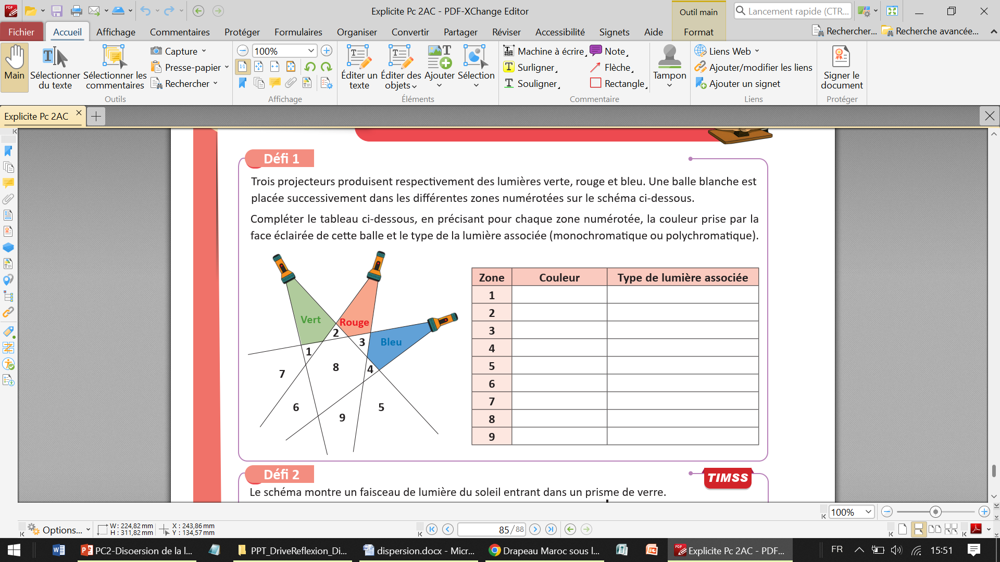 Explicite Pc 2AC - PDF-XChange Editor
Outil main
Lancement rapide (CTR...
Fichier
Accueil
Affichage
Commentaires
Protéger
Formulaires
Organiser
Convertir
Partager
Réviser
Accessibilité
Signets
Aide
Format
Rechercher...
Recherche avancée...
Main
Sélectionner du texte
Sélectionner les commentaires
Capture
Presse-papier
Rechercher
Outils
100%
Affichage
Éditer un texte
Éditer des objets
Ajouter
Sélection
Éléments
Machine à écrire
Surligner
Souligner
Note
Flèche
Rectangle
Commentaire
Tampon
Liens Web
Ajouter/modifier les liens
Ajouter un signet
Liens
Signer le document
Protéger
Explicite Pc 2AC
Défi 1
Trois projecteurs produisent respectivement des lumières verte, rouge et bleu. Une balle blanche est
placée successivement dans les différentes zones numérotées sur le schéma ci-dessous.
Compléter le tableau ci-dessous, en précisant pour chaque zone numérotée, la couleur prise par la
face éclairée de cette balle et le type de la lumière associée (monochromatique ou polychromatique).
Vert
Rouge
Bleu
2
3
1
8
4
7
6
5
9
Zone Couleur Type de lumière associée
1
2
3
4
5
6
7
8
9
Défi 2
TIMSS
Le schéma montre un faisceau de lumière du soleil entrant dans un prisme de verre.
100%
Options...
W : 224,82 mm
H : 311,82 mm
X : 243,86 mm
Y : 134,57 mm
85 / 88
PC2-Disoersion de la l...
PPT_DriveReflexion_Di...
dispersion.docx - Micr...
Drapeau Maroc sous l...
Explicite Pc 2AC - PDF...
FR
15:51